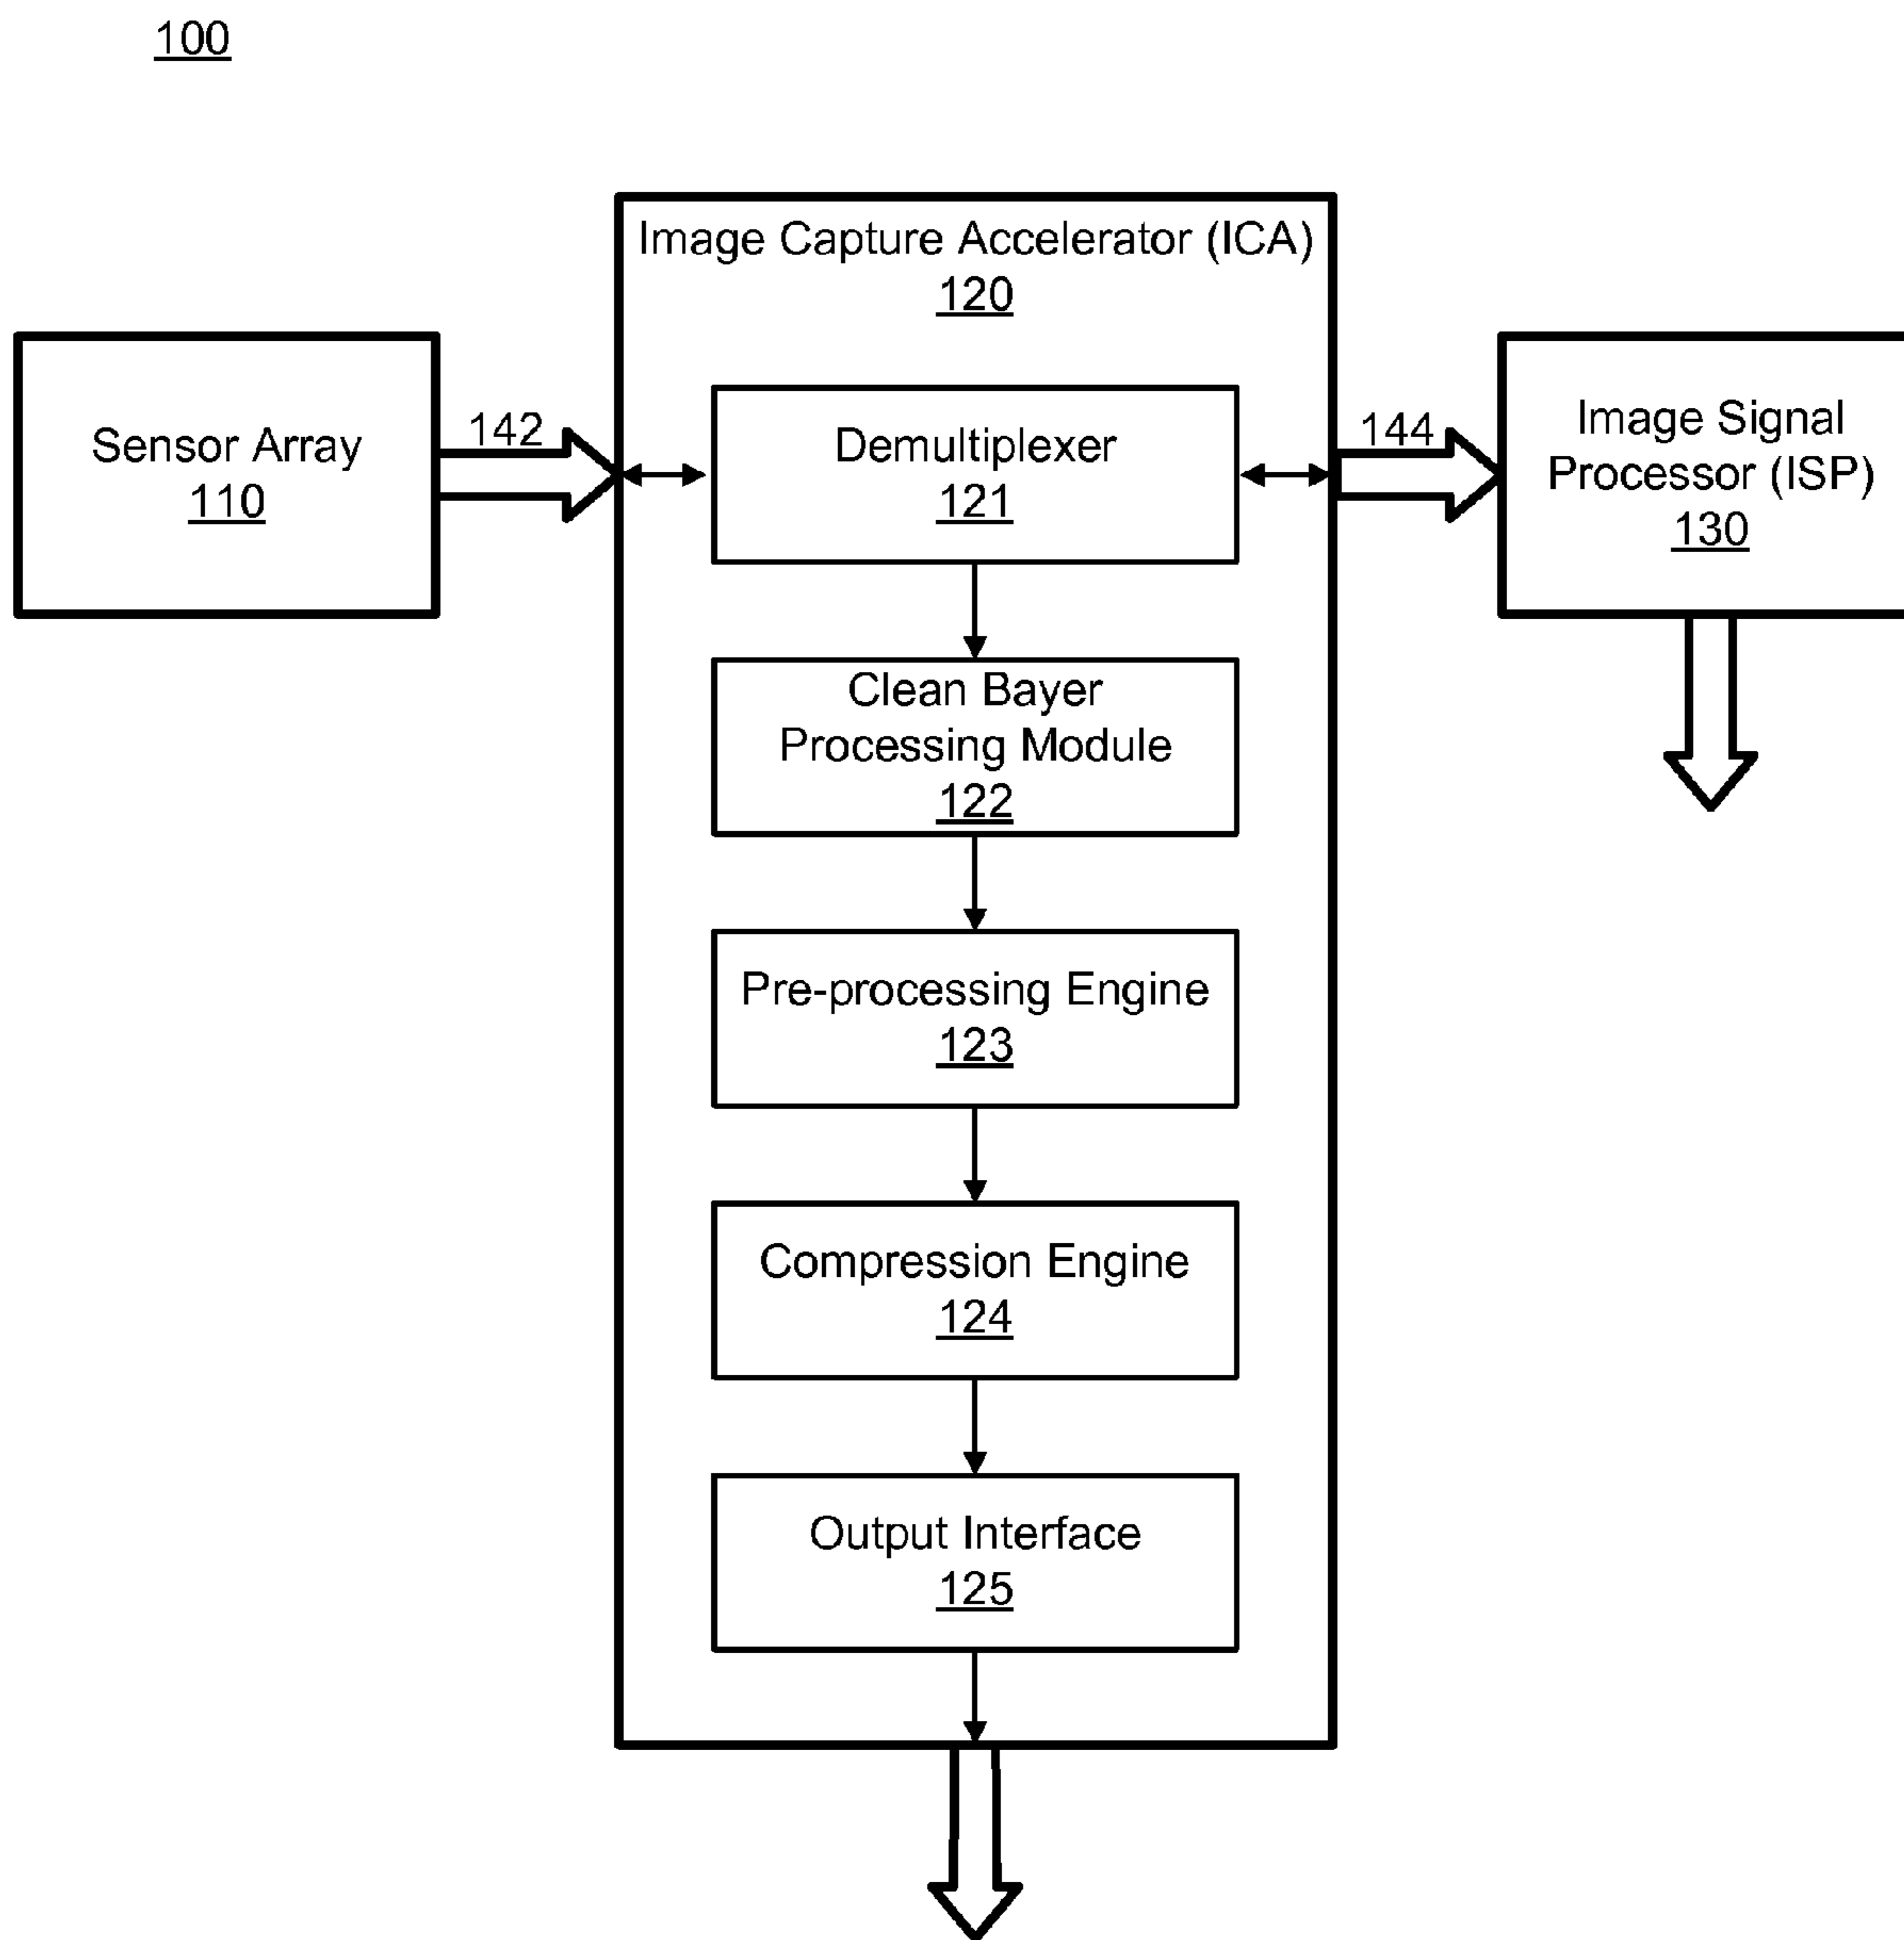 100
Image Capture Accelerator (ICA)
120
Sensor Array
110
142
Demultiplexer
121
144
Image Signal
Processor (ISP)
130
Clean Bayer
Processing Module
122
Pre-processing Engine
123
Compression Engine
124
Output Interface
125